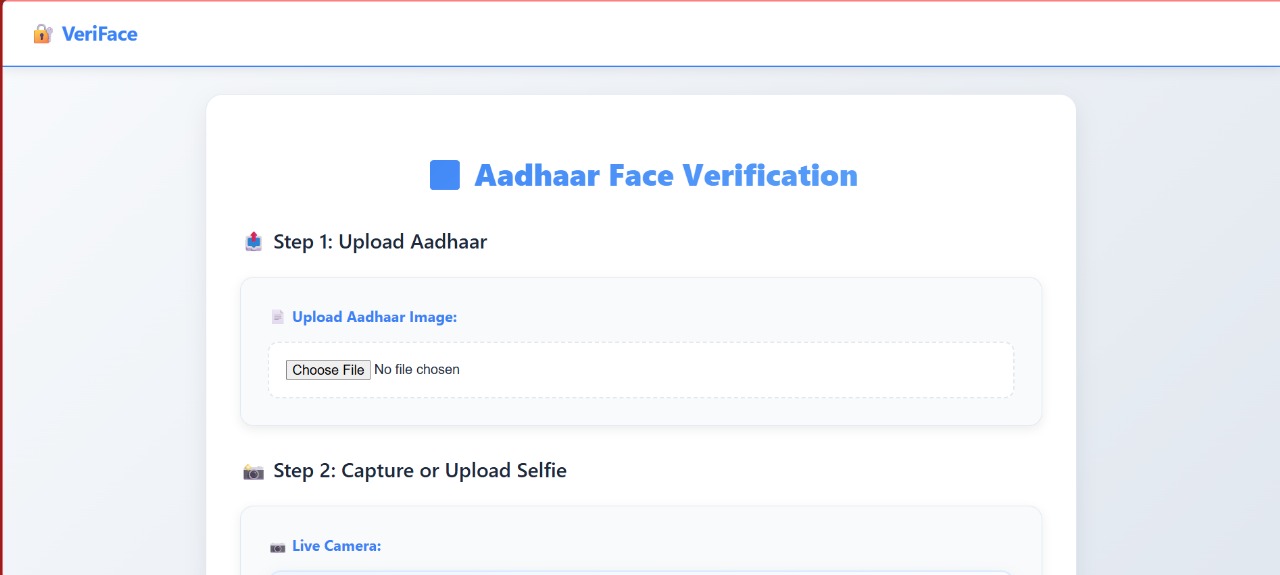 VeriFace
Aadhaar Face Verification
Step 1: Upload Aadhaar
Upload Aadhaar Image:
Choose File No file chosen
Step 2: Capture or Upload Selfie
Live Camera: